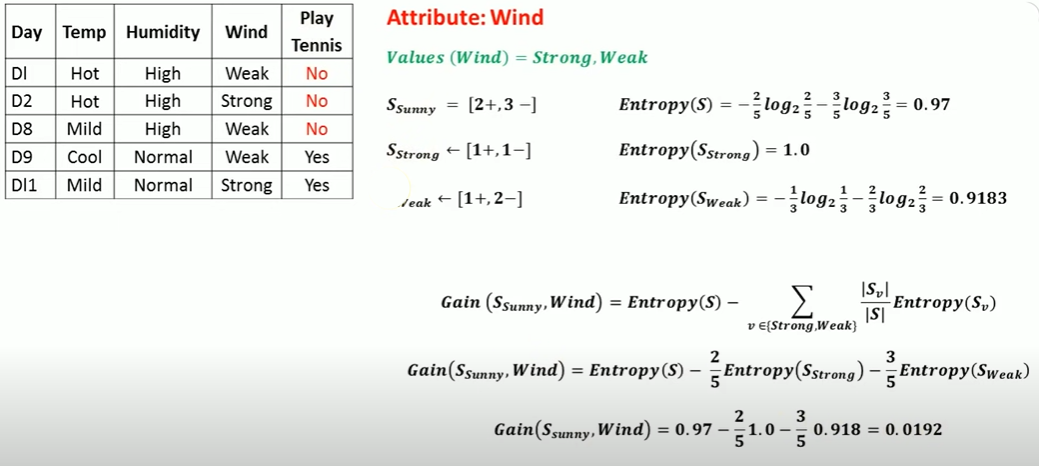 Day Temp Humidity Wind Play Tennis
D1 Hot High Weak No
D2 Hot High Strong No
D8 Mild High Weak No
D9 Cool Normal Weak Yes
D11 Mild Normal Strong Yes
Attribute: Wind
Values (Wind) = Strong, Weak
S_Sunny = [2+, 3 −] Entropy(S) = −2/5 log₂ 2/5 − 3/5 log₂ 3/5 = 0.97
S_Strong ← [1+, 1−] Entropy(S_Strong) = 1.0
eak ← [1+, 2−] Entropy(S_Weak) = −1/3 log₂ 1/3 − 2/3 log₂ 2/3 = 0.9183
Gain (S_Sunny, Wind) = Entropy(S) − ∑ v ∈{Strong,Weak} |S_v|/|S| Entropy(S_v)
Gain(S_Sunny, Wind) = Entropy(S) − 2/5 Entropy(S_Strong) − 3/5 Entropy(S_Weak)
Gain(S_sunny, Wind) = 0.97 − 2/5 1.0 − 3/5 0.918 = 0.0192